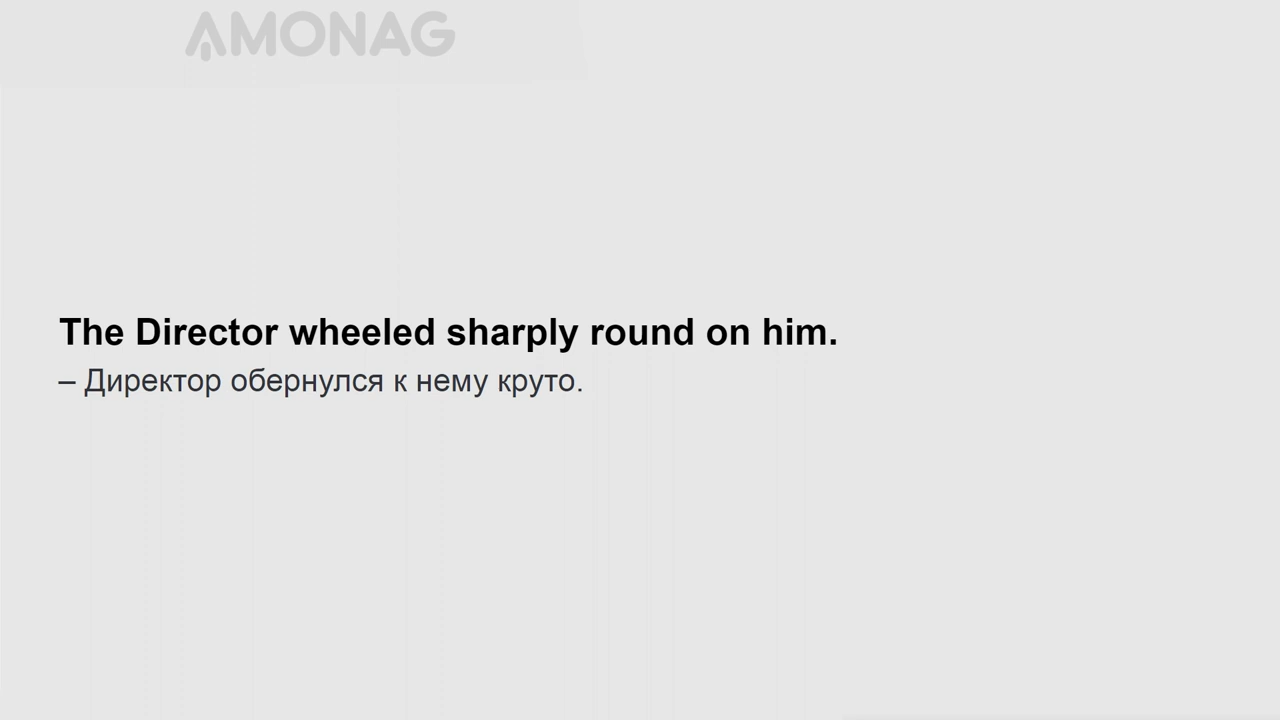 AMONAG
The Director wheeled sharply round on him.
– Директор обернулся к нему круто.